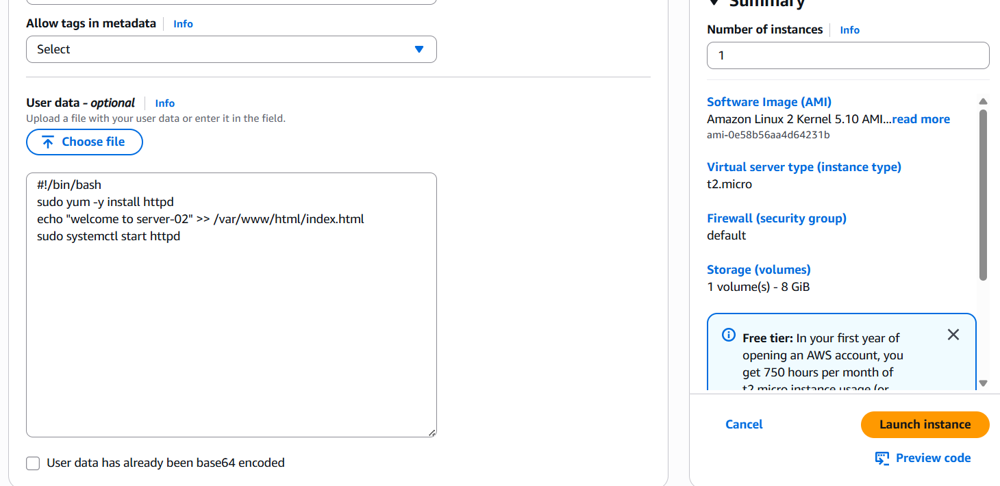 Allow tags in metadata Info
Select
User data - optional Info
Upload a file with your user data or enter it in the field.
Choose file
#!/bin/bash
sudo yum -y install httpd
echo "welcome to server-02" >> /var/www/html/index.html
sudo systemctl start httpd
User data has already been base64 encoded
Summary
Number of instances Info
1
Software Image (AMI)
Amazon Linux 2 Kernel 5.10 AMI...read more
ami-0e58b56aa4d64231b
Virtual server type (instance type)
t2.micro
Firewall (security group)
default
Storage (volumes)
1 volume(s) - 8 GiB
Free tier: In your first year of
opening an AWS account, you
get 750 hours per month of
t2.micro instance usage (or
Cancel
Launch instance
Preview code